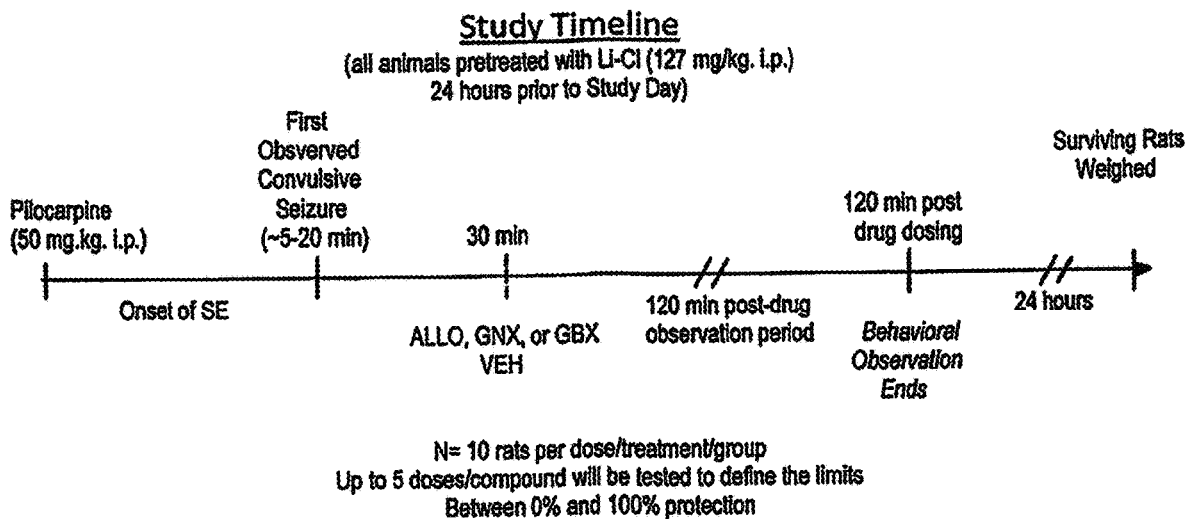 Study Timeline
(all animals pretreated with Li-Cl (127 mg/kg. i.p.)
24 hours prior to Study Day)
First
Obsverved
Convulsive
Seizure
(~5-20 min)
Surviving Rats
Weighed
Pilocarpine
(50 mg.kg. i.p.)
30 min
120 min post
drug dosing
Onset of SE
ALLO, GNX, or GBX
VEH
120 min post-drug
observation period
Behavioral
Observation
Ends
24 hours
N= 10 rats per dose/treatment/group
Up to 5 doses/compound will be tested to define the limits
Between 0% and 100% protection